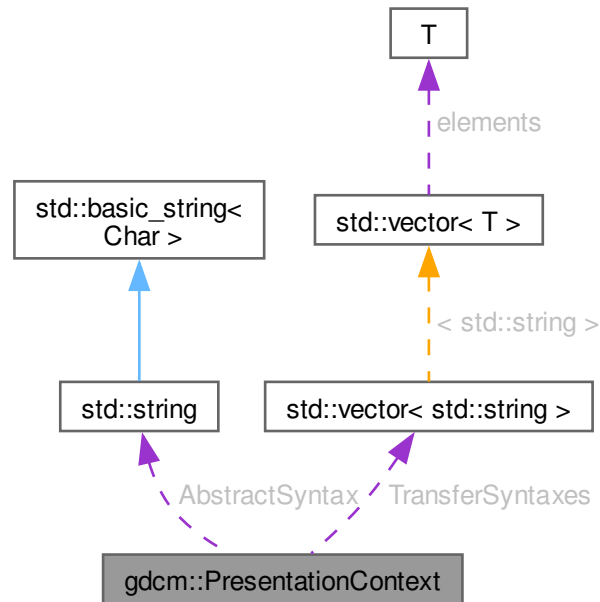 T
elements
std::basic_string<
Char >
std::vector< T >
< std::string >
std::string
std::vector< std::string >
AbstractSyntax
TransferSyntaxes
gdcm::PresentationContext